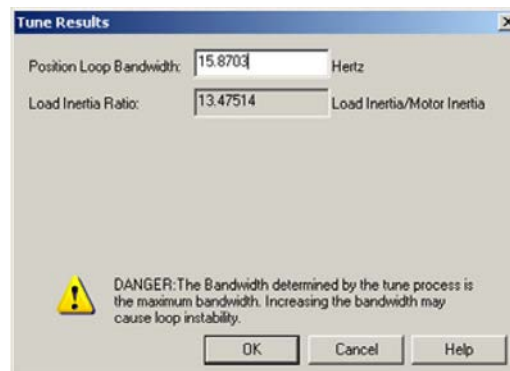 Tune Results
Position Loop Bandwidth: 15.8703 Hertz
Load Inertia Ratio: 13.47514 Load Inertia/Motor Inertia
DANGER:The Bandwidth determined by the tune process is
the maximum bandwidth. Increasing the bandwidth may
cause loop instability.
OK Cancel Help